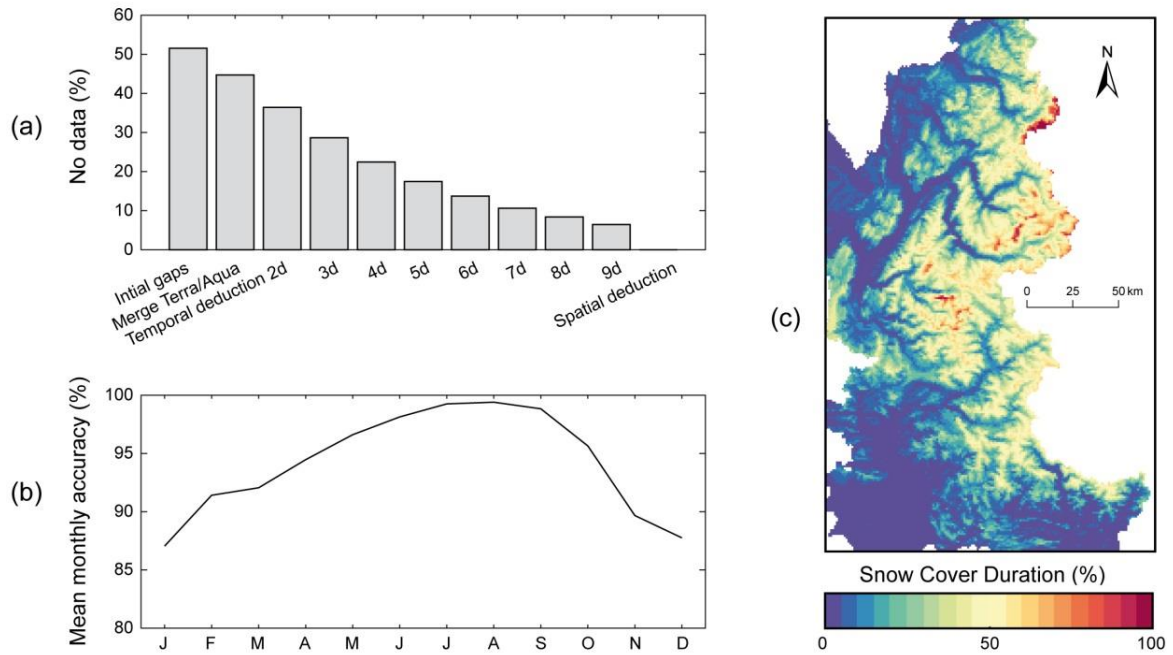 (a)
No data (%)
60
50
40
30
20
10
0
Intial gaps
Merge Terra/Aqua
Temporal deduction 2d
3d
4d
5d
6d
7d
8d
9d
Spatial deduction
(b)
Mean monthly accuracy (%)
100
95
90
85
80
J F M A M J J A S O N D
(c)
N
0 25 50 km
Snow Cover Duration (%)
0 50 100